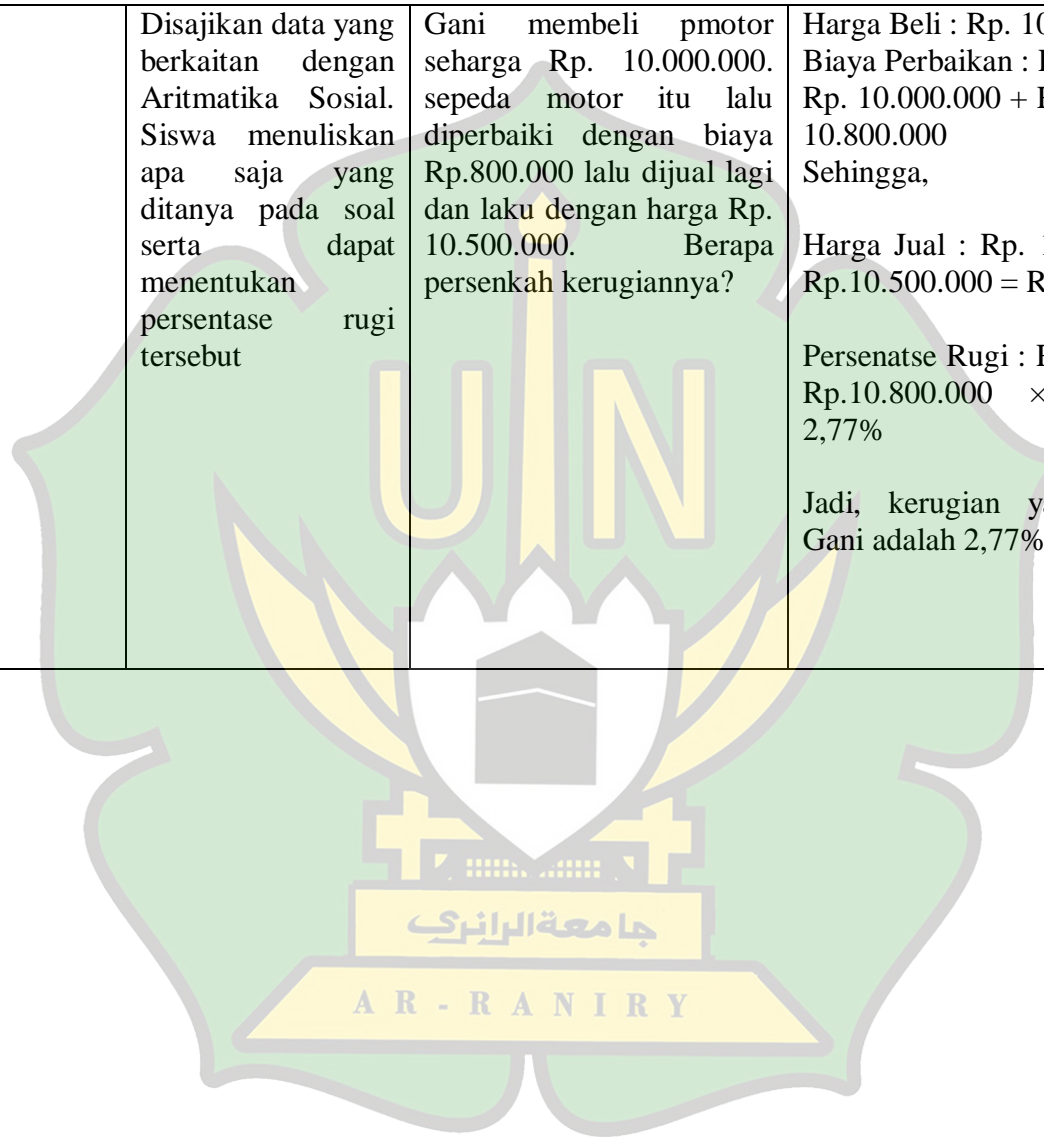 Disajikan data yang
berkaitan dengan
Aritmatika Sosial.
Siswa menuliskan
apa saja yang
ditanya pada soal
serta dapat
menentukan
persentase rugi
tersebut
Gani membeli pmotor
seharga Rp. 10.000.000.
sepeda motor itu lalu
diperbaiki dengan biaya
Rp.800.000 lalu dijual lagi
dan laku dengan harga Rp.
10.500.000. Berapa
persenkah kerugiannya?
Harga Beli : Rp. 10
Biaya Perbaikan :
Rp. 10.000.000 +
10.800.000
Sehingga,
Harga Jual : Rp.
Rp.10.500.000 = R
Persenatse Rugi :
Rp.10.800.000 ×
2,77%
Jadi, kerugian ya
Gani adalah 2,77%
UIN
جامعة الرانري
AR-RANIRY